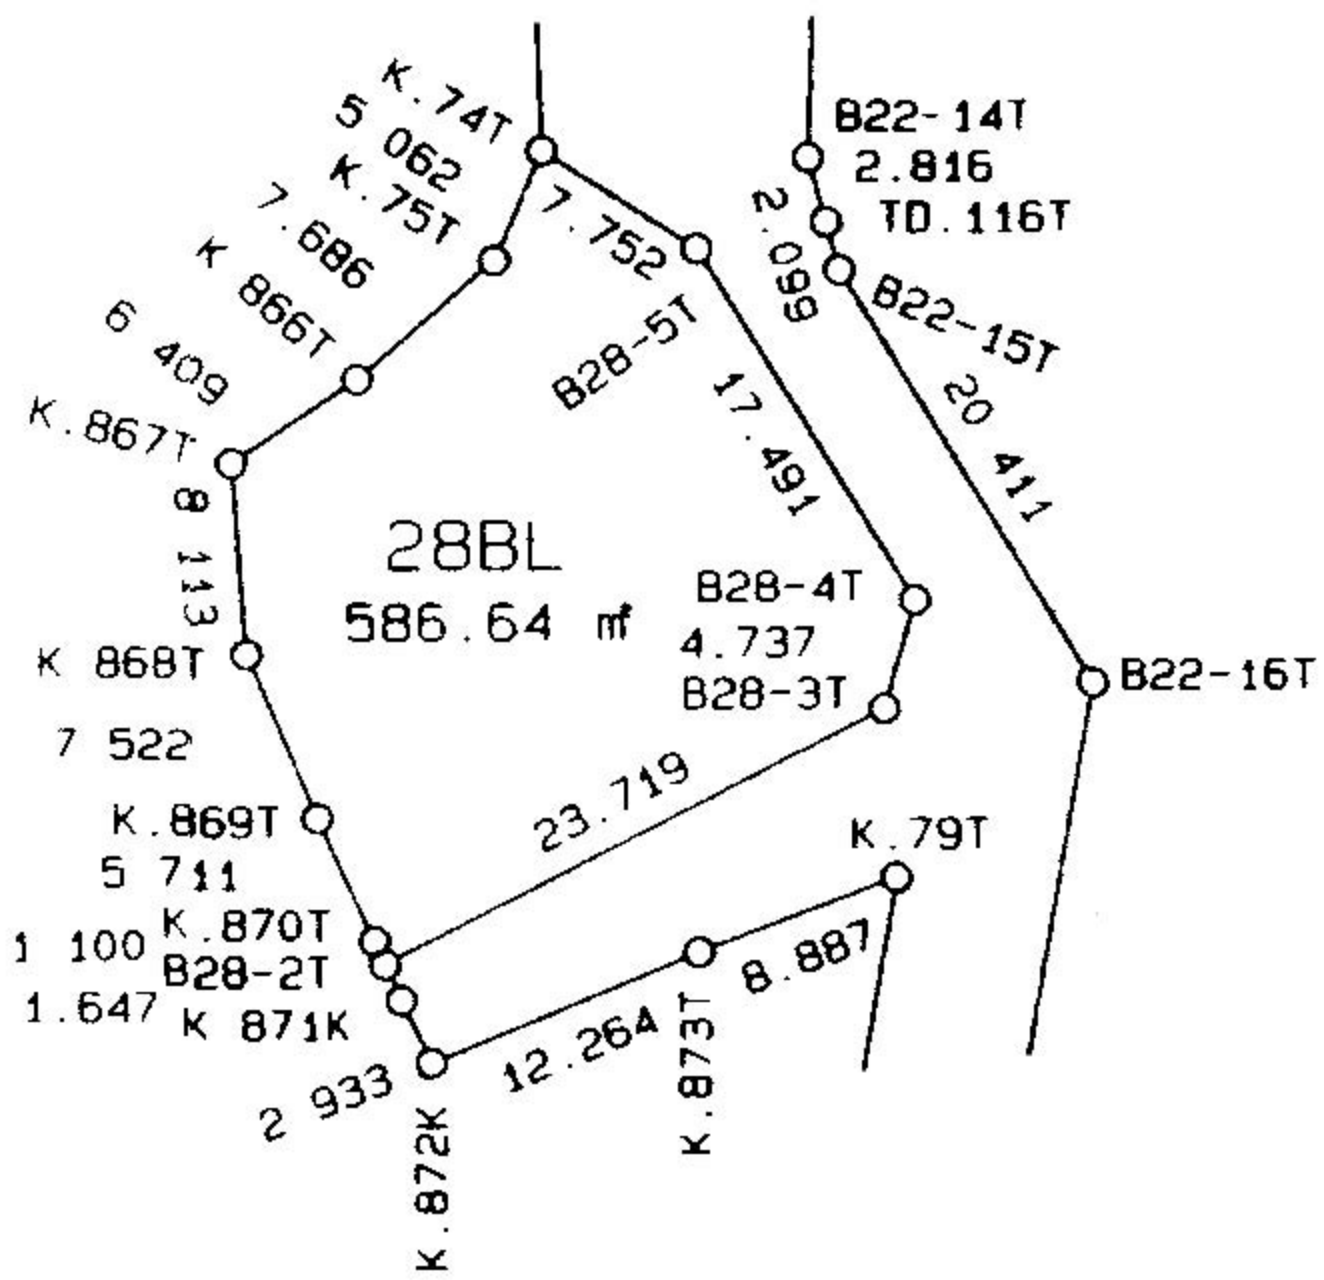 K.74T
5 062
K.75T
7.686
K 866T
6 409
K.867T
8 113
K 868T
7 522
K.869T
5 711
K.870T
1 100
B28-2T
1.647
K 871K
2 933
K.872K
12.264
K.873T
8.887
K.79T
23.719
B28-3T
4.737
B28-4T
17.491
B28-5T
7.752
28BL
586.64 ㎡
B22-14T
2.816
TD.116T
2.099
B22-15T
20 411
B22-16T